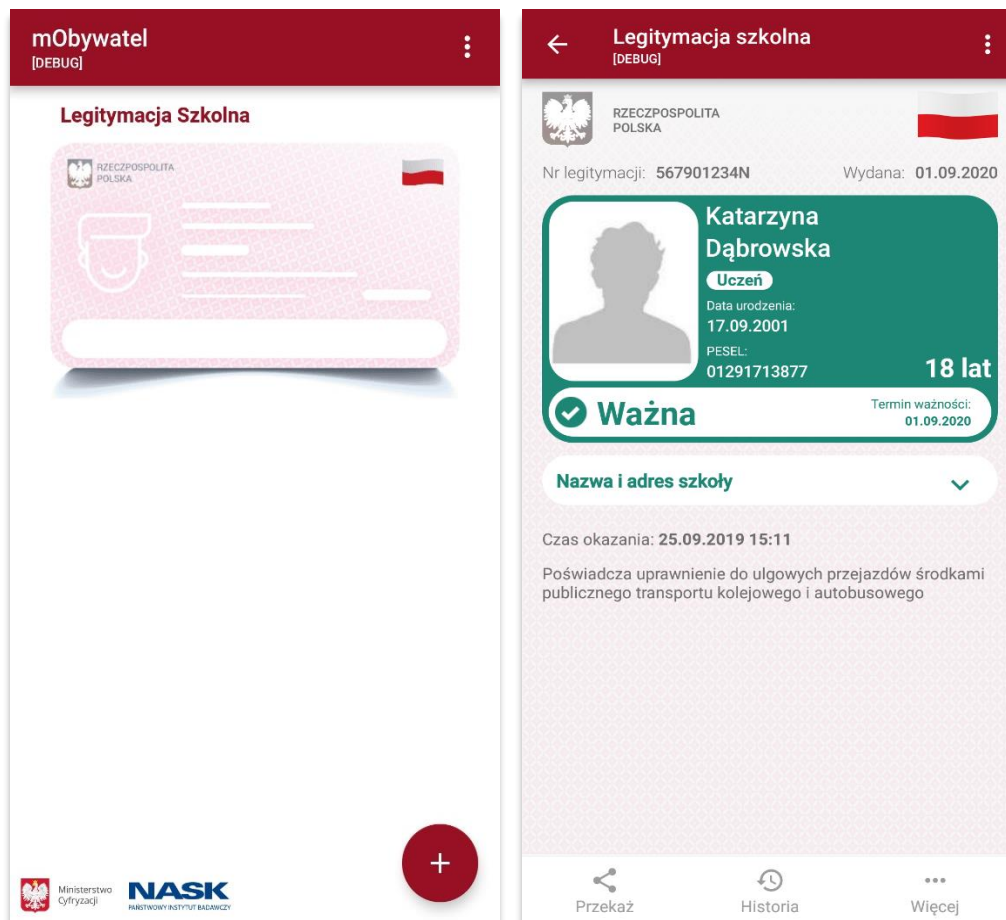 mObywatel
[DEBUG]
Legitymacja Szkolna
RZECZPOSPOLITA
POLSKA
Ministerstwo
Cyfryzacji
NASK
PAŃSTWOWY INSTYTUT BADAWCZY
Legitymacja szkolna
[DEBUG]
RZECZPOSPOLITA
POLSKA
Nr legitymacji: 567901234N Wydana: 01.09.2020
Katarzyna
Dąbrowska
Uczeń
Data urodzenia:
17.09.2001
PESEL:
01291713877
18 lat
Ważna
Termin ważności:
01.09.2020
Nazwa i adres szkoły
Czas okazania: 25.09.2019 15:11
Poświadcza uprawnienie do ulgowych przejazdów środkami
publicznego transportu kolejowego i autobusowego
Przekaż Historia Więcej